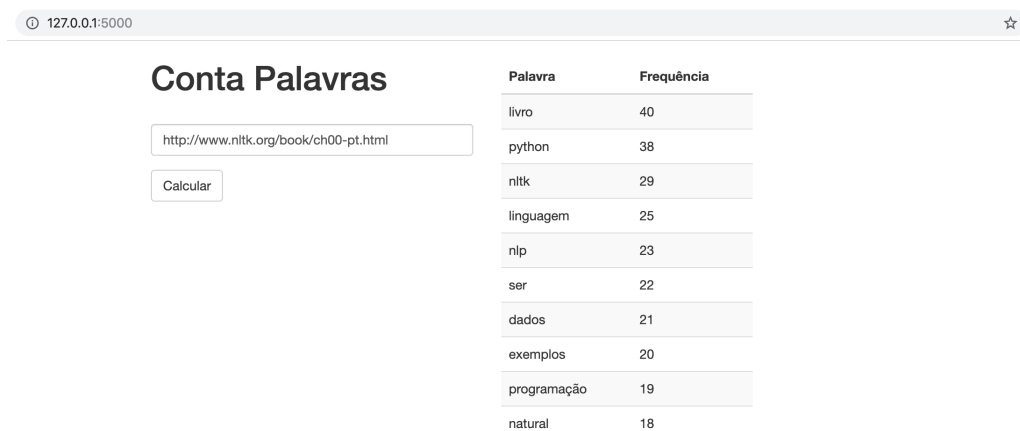 127.0.0.1:5000
Conta Palavras
http://www.nltk.org/book/ch00-pt.html
Calcular
Palavra Frequência
livro 40
python 38
nltk 29
linguagem 25
nlp 23
ser 22
dados 21
exemplos 20
programação 19
natural 18